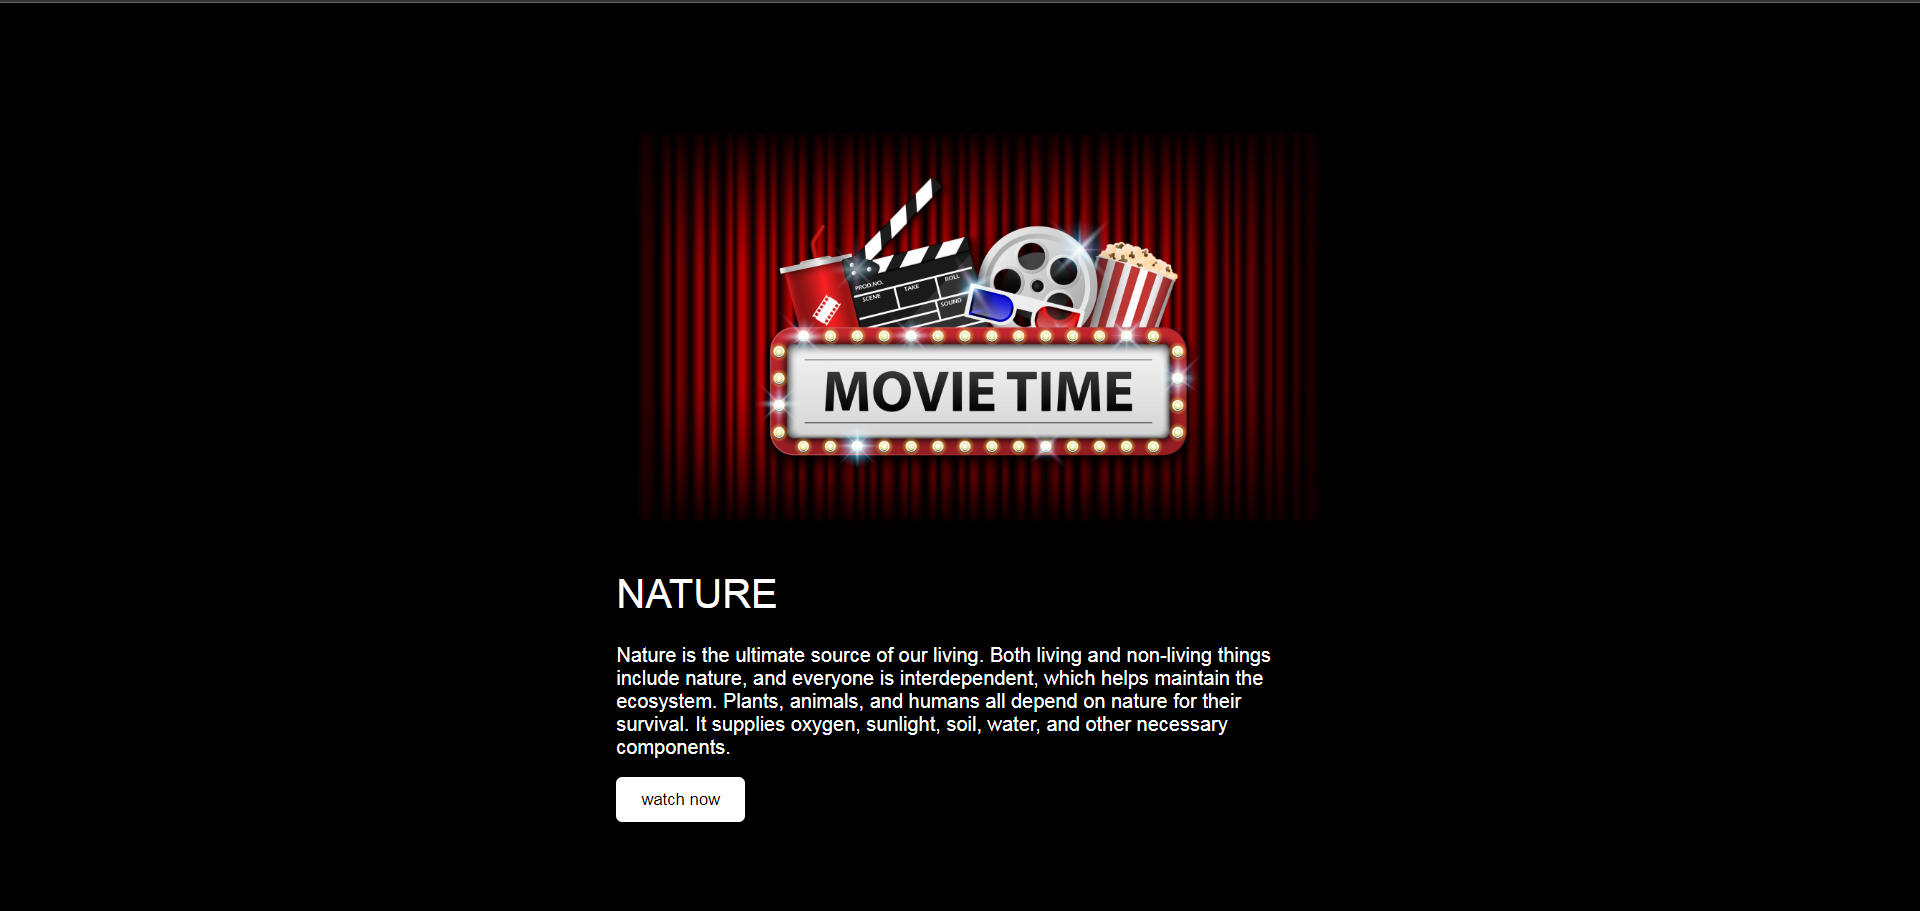 PROD.NO.
ROLL
SCENE
TAKE
SOUND
MOVIE TIME
NATURE
Nature is the ultimate source of our living. Both living and non-living things
include nature, and everyone is interdependent, which helps maintain the
ecosystem. Plants, animals, and humans all depend on nature for their
survival. It supplies oxygen, sunlight, soil, water, and other necessary
components.
watch now